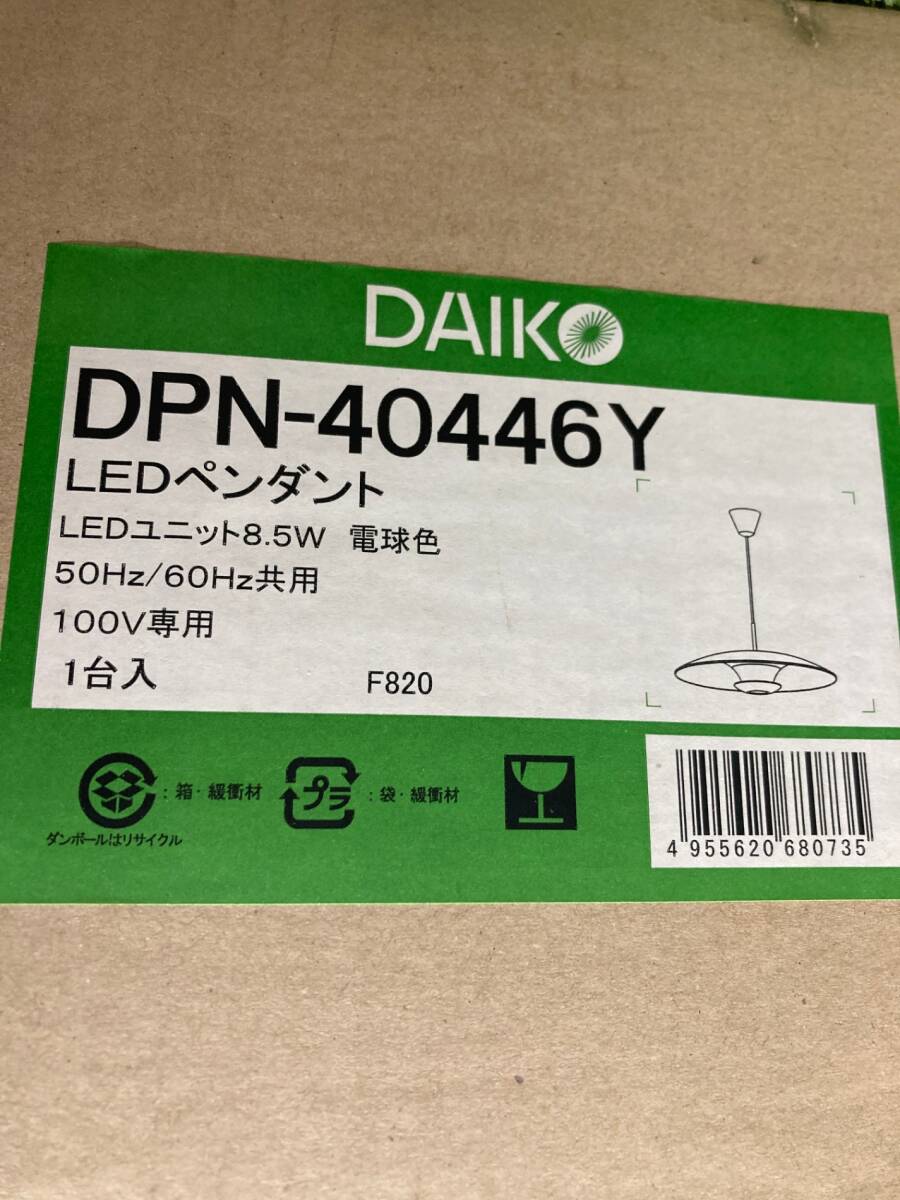 DAIKO
DPN-40446Y
LEDペンダント
LEDユニット8.5W 電球色
50Hz/60Hz共用
100V専用
1台入 F820
：箱・緩衝材
プラ
：袋・緩衝材
ダンボールはリサイクル
4 955620 680735